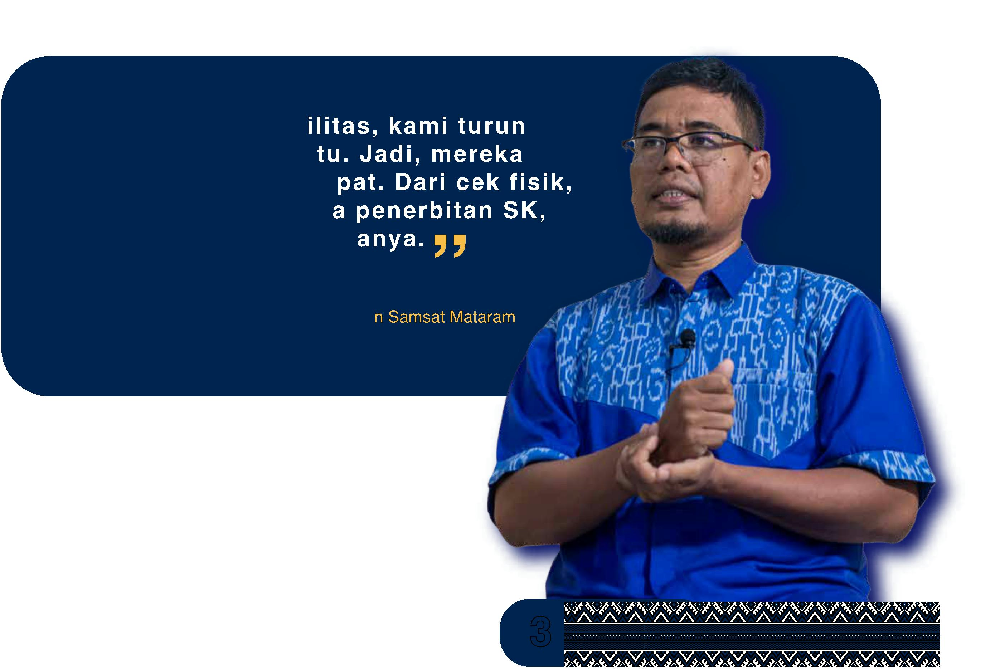 ilitas, kami turun
tu. Jadi, mereka
pat. Dari cek fisik,
a penerbitan SK,
anya. ”
n Samsat Mataram
3